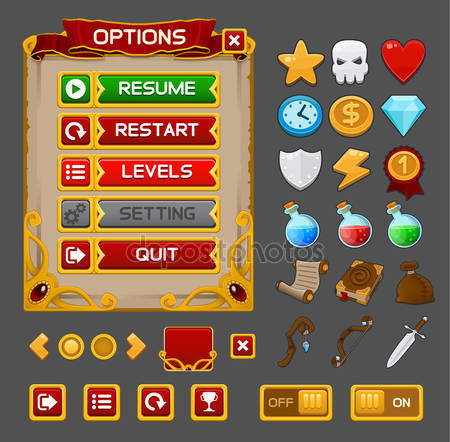 OPTIONS
RESUME
RESTART
LEVELS
SETTING
QUIT
$
1
depositphotos
OFF
ON